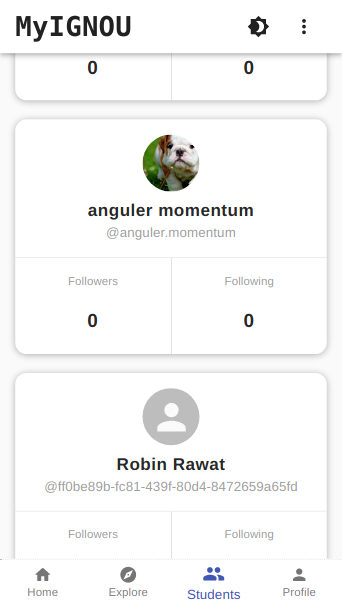 MyIGNOU
0 0
anguler momentum
@anguler.momentum
Followers Following
0 0
Robin Rawat
@ff0be89b-fc81-439f-80d4-8472659a65fd
Followers Following
Home Explore Students Profile